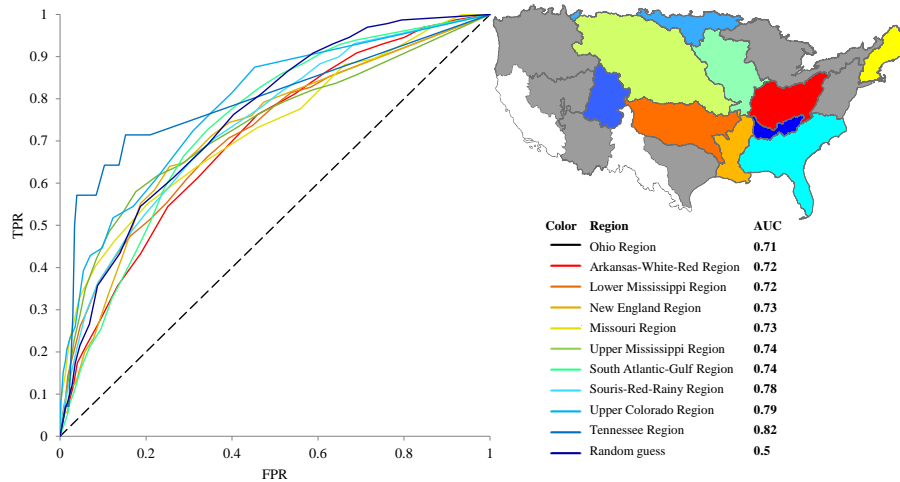 1
0.9
0.8
0.7
0.6
0.5
0.4
0.3
0.2
0.1
0
TPR
0 0.2 0.4 0.6 0.8 1
FPR
Color Region AUC
Ohio Region 0.71
Arkansas-White-Red Region 0.72
Lower Mississippi Region 0.72
New England Region 0.73
Missouri Region 0.73
Upper Mississippi Region 0.74
South Atlantic-Gulf Region 0.74
Souris-Red-Rainy Region 0.78
Upper Colorado Region 0.79
Tennessee Region 0.82
Random guess 0.5